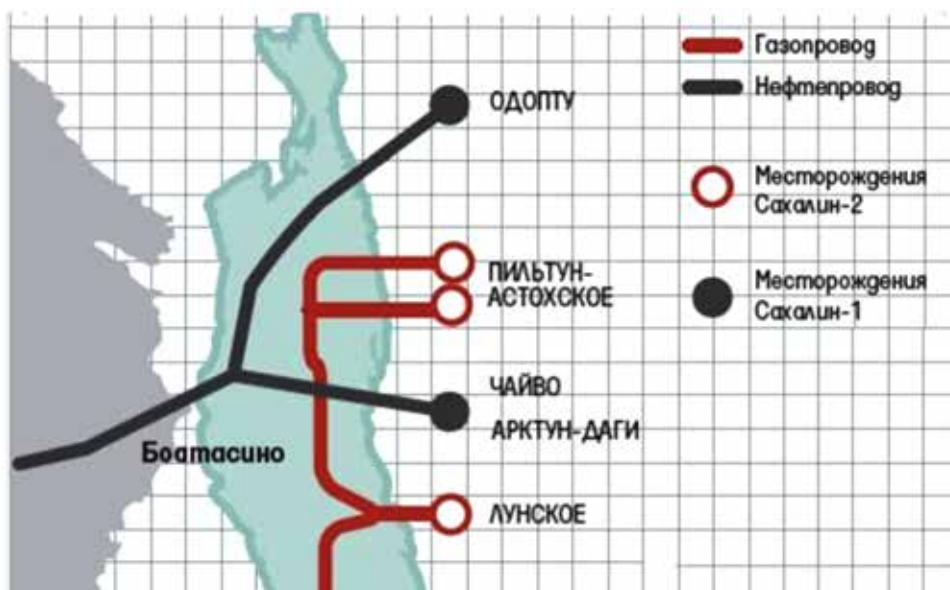 Газопровод
Нефтепровод
ОДОПТУ
Месторождения
Сахалин-2
ПИЛЬТУН-
АСТОХСКОЕ
Месторождения
Сахалин-1
ЧАЙВО
АРКТУН-ДАГИ
Боатасино
ЛУНСКОЕ